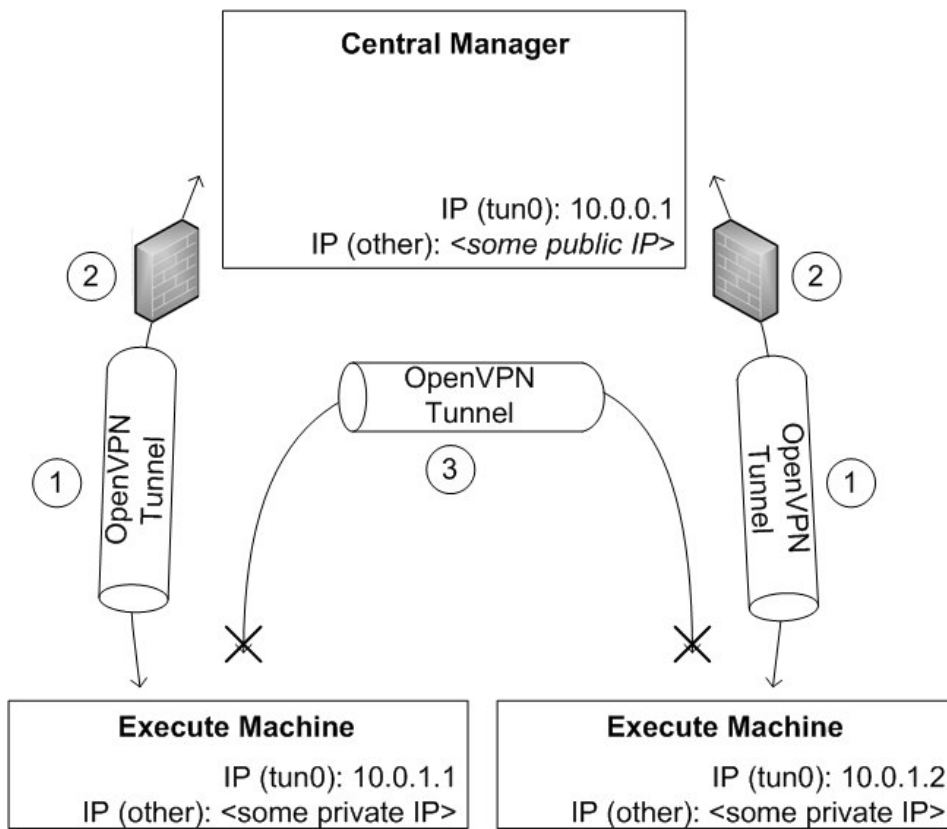 Central Manager
IP (tun0): 10.0.0.1
IP (other): <some public IP>
2
2
OpenVPN
Tunnel
1
OpenVPN
Tunnel
3
OpenVPN
Tunnel
1
Execute Machine
IP (tun0): 10.0.1.1
IP (other): <some private IP>
Execute Machine
IP (tun0): 10.0.1.2
IP (other): <some private IP>